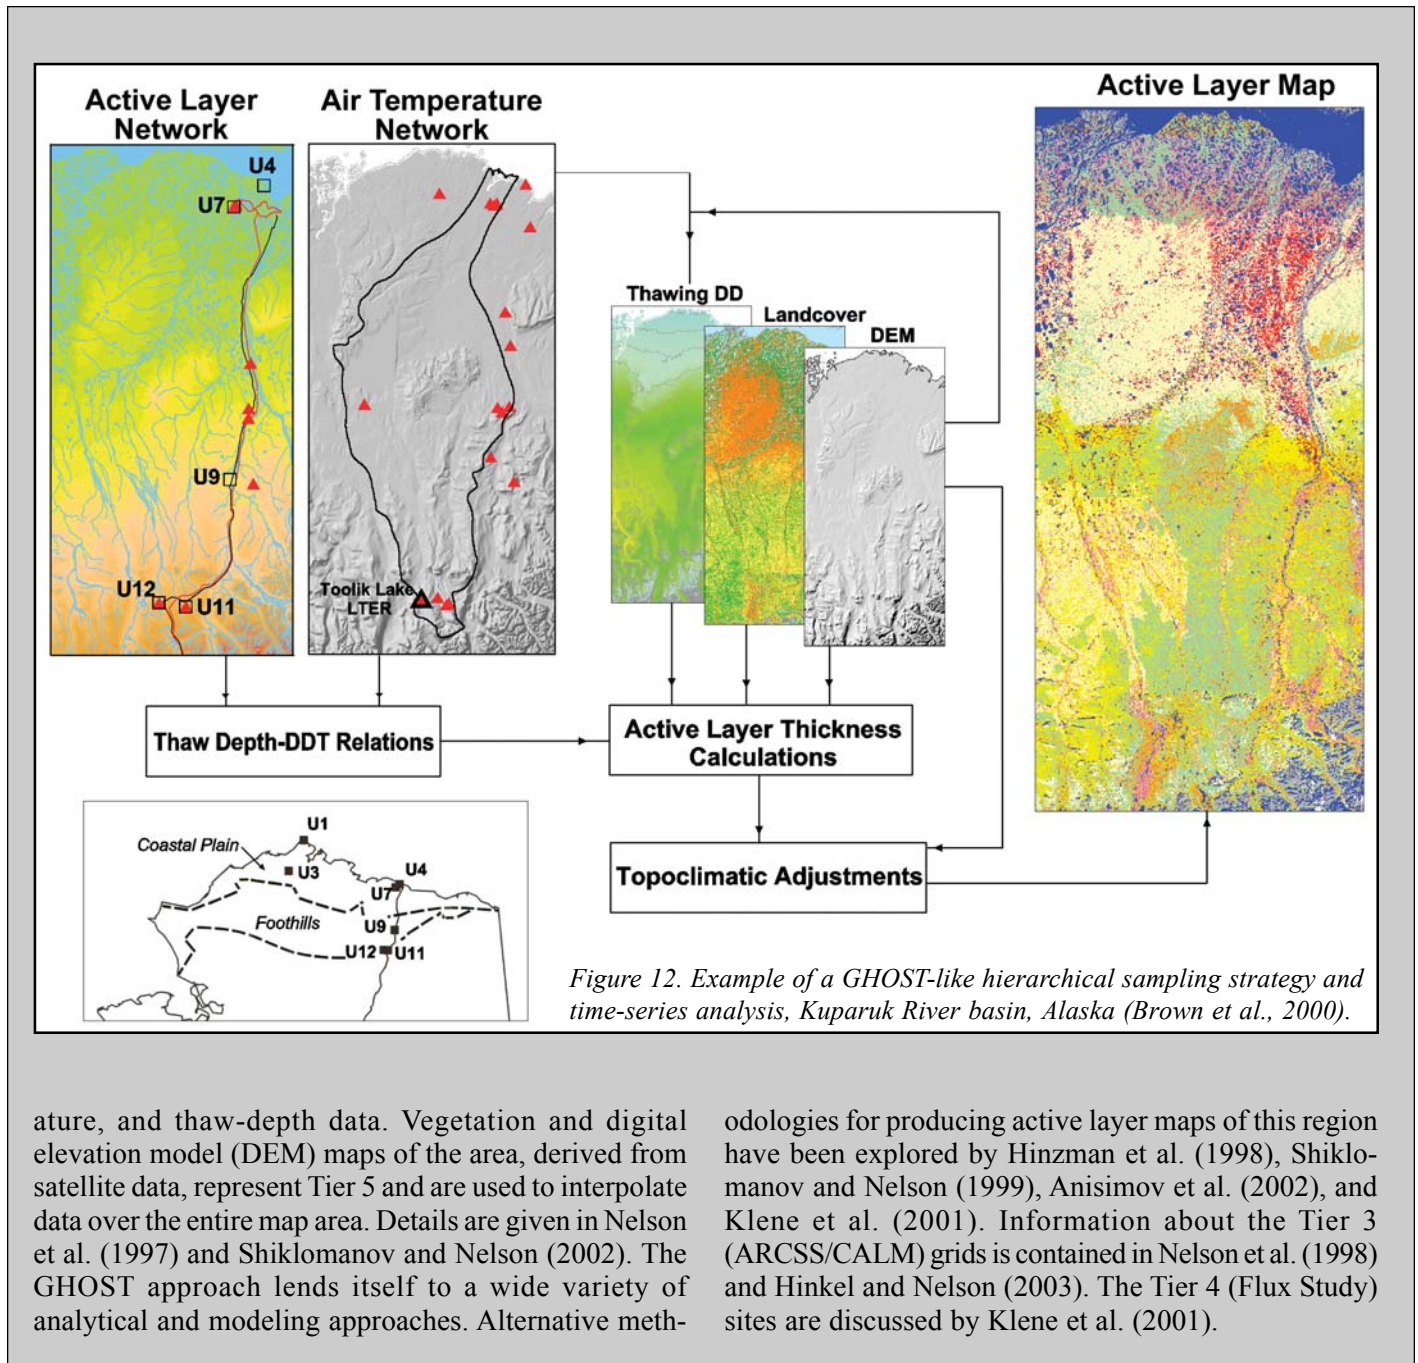 Active Layer
Network
Air Temperature
Network
Active Layer Map
U4
U7
U9
U12
U11
Toolik Lake
LTER
Thawing DD
Landcover
DEM
Thaw Depth-DDT Relations
Active Layer Thickness
Calculations
Topoclimatic Adjustments
U1
Coastal Plain
U3
U4
U7
Foothills
U9
U12
U11
Figure 12. Example of a GHOST-like hierarchical sampling strategy and
time-series analysis, Kuparuk River basin, Alaska (Brown et al., 2000).
ature, and thaw-depth data. Vegetation and digital
elevation model (DEM) maps of the area, derived from
satellite data, represent Tier 5 and are used to interpolate
data over the entire map area. Details are given in Nelson
et al. (1997) and Shiklomanov and Nelson (2002). The
GHOST approach lends itself to a wide variety of
analytical and modeling approaches. Alternative meth-
odologies for producing active layer maps of this region
have been explored by Hinzman et al. (1998), Shiklo-
manov and Nelson (1999), Anisimov et al. (2002), and
Klene et al. (2001). Information about the Tier 3
(ARCSS/CALM) grids is contained in Nelson et al. (1998)
and Hinkel and Nelson (2003). The Tier 4 (Flux Study)
sites are discussed by Klene et al. (2001).